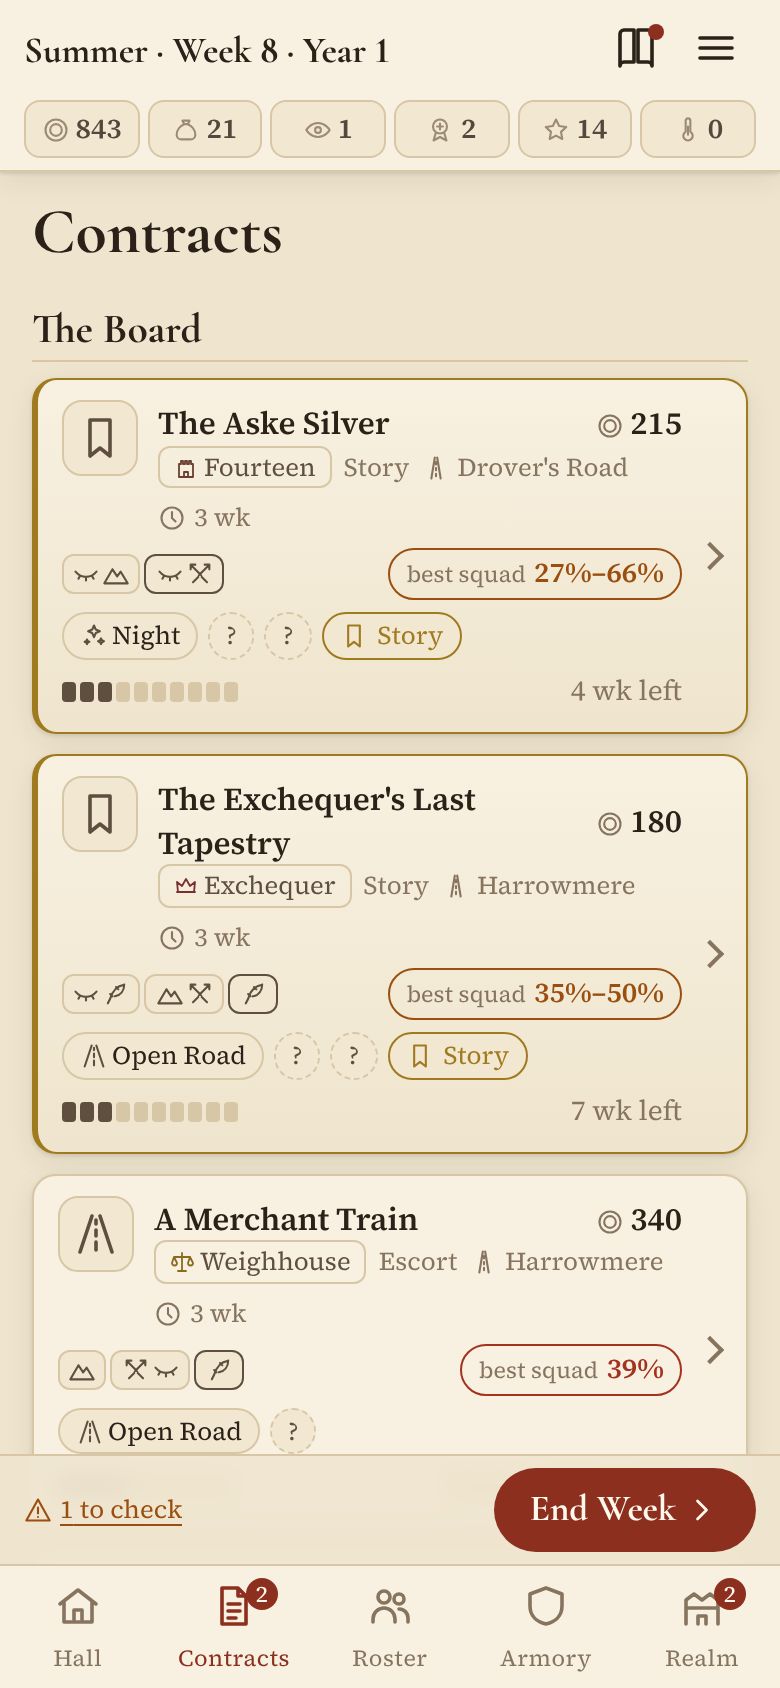 Summer · Week 8 · Year 1
843 21 1 2 14 0
Contracts
The Board
The Aske Silver 215
Fourteen Story Drover's Road
3 wk
best squad 27%–66%
Night ? ? Story
4 wk left
The Exchequer's Last
Tapestry
180
Exchequer Story Harrowmere
3 wk
best squad 35%–50%
Open Road ? ? Story
7 wk left
A Merchant Train 340
Weighhouse Escort Harrowmere
3 wk
best squad 39%
Open Road ?
1 to check End Week
2 2
Hall Contracts Roster Armory Realm